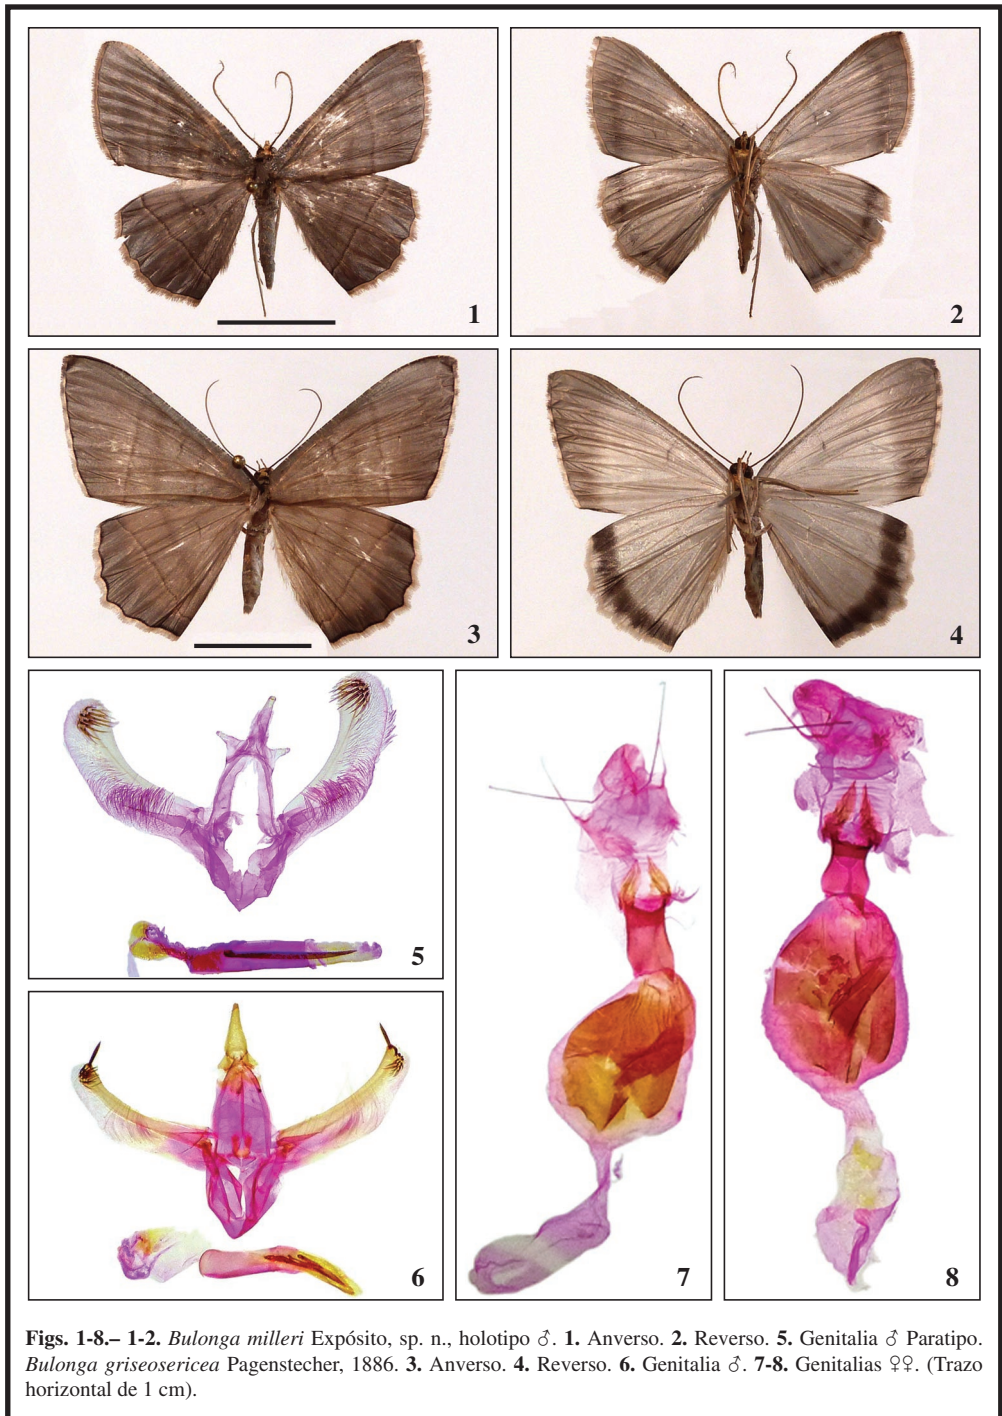 1
2
3
4
5
6
7
8
Figs. 1-8.– 1-2. Bulonga milleri Expósito, sp. n., holotipo ♂. 1. Anverso. 2. Reverso. 5. Genitalia ♂ Paratipo.
Bulonga griseosericea Pagenstecher, 1886. 3. Anverso. 4. Reverso. 6. Genitalia ♂. 7-8. Genitalias ♀♀. (Trazo
horizontal de 1 cm).